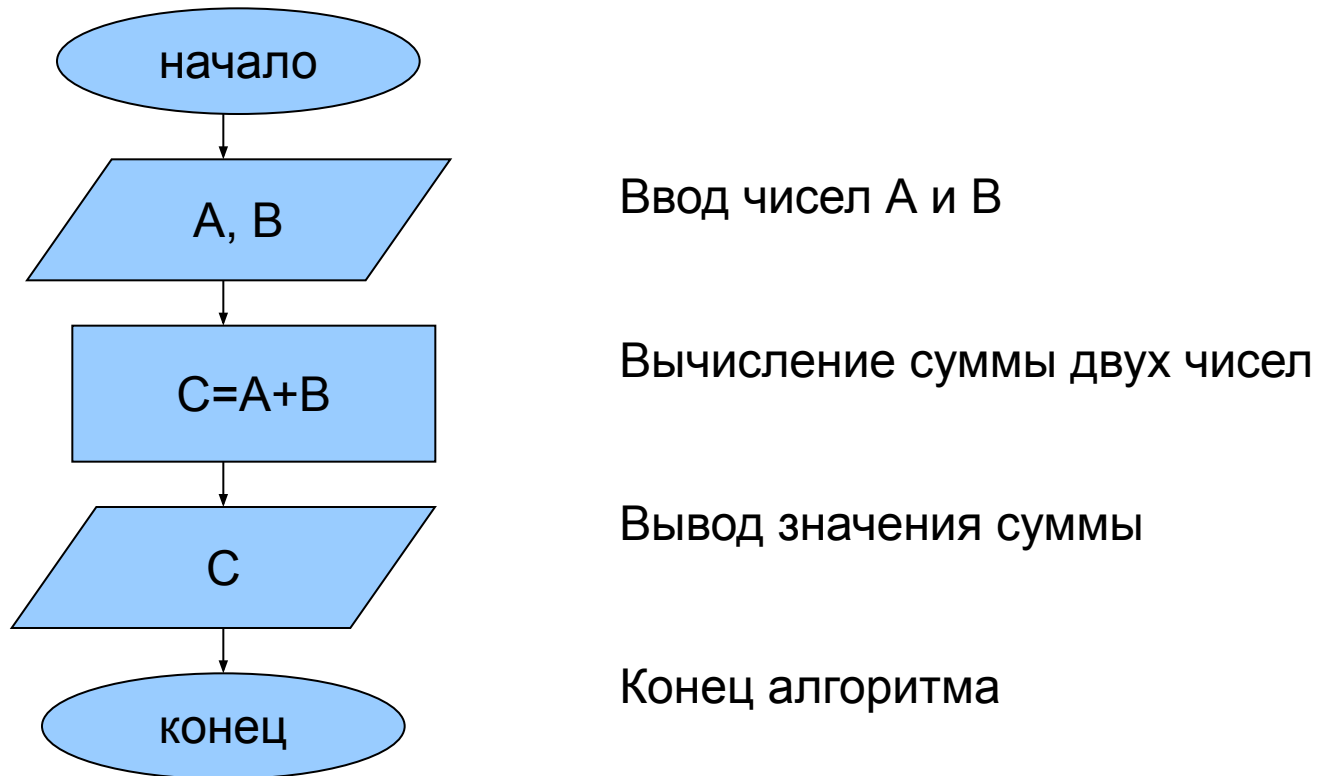 начало
А, В
Ввод чисел А и В
С=А+В
Вычисление суммы двух чисел
С
Вывод значения суммы
конец
Конец алгоритма